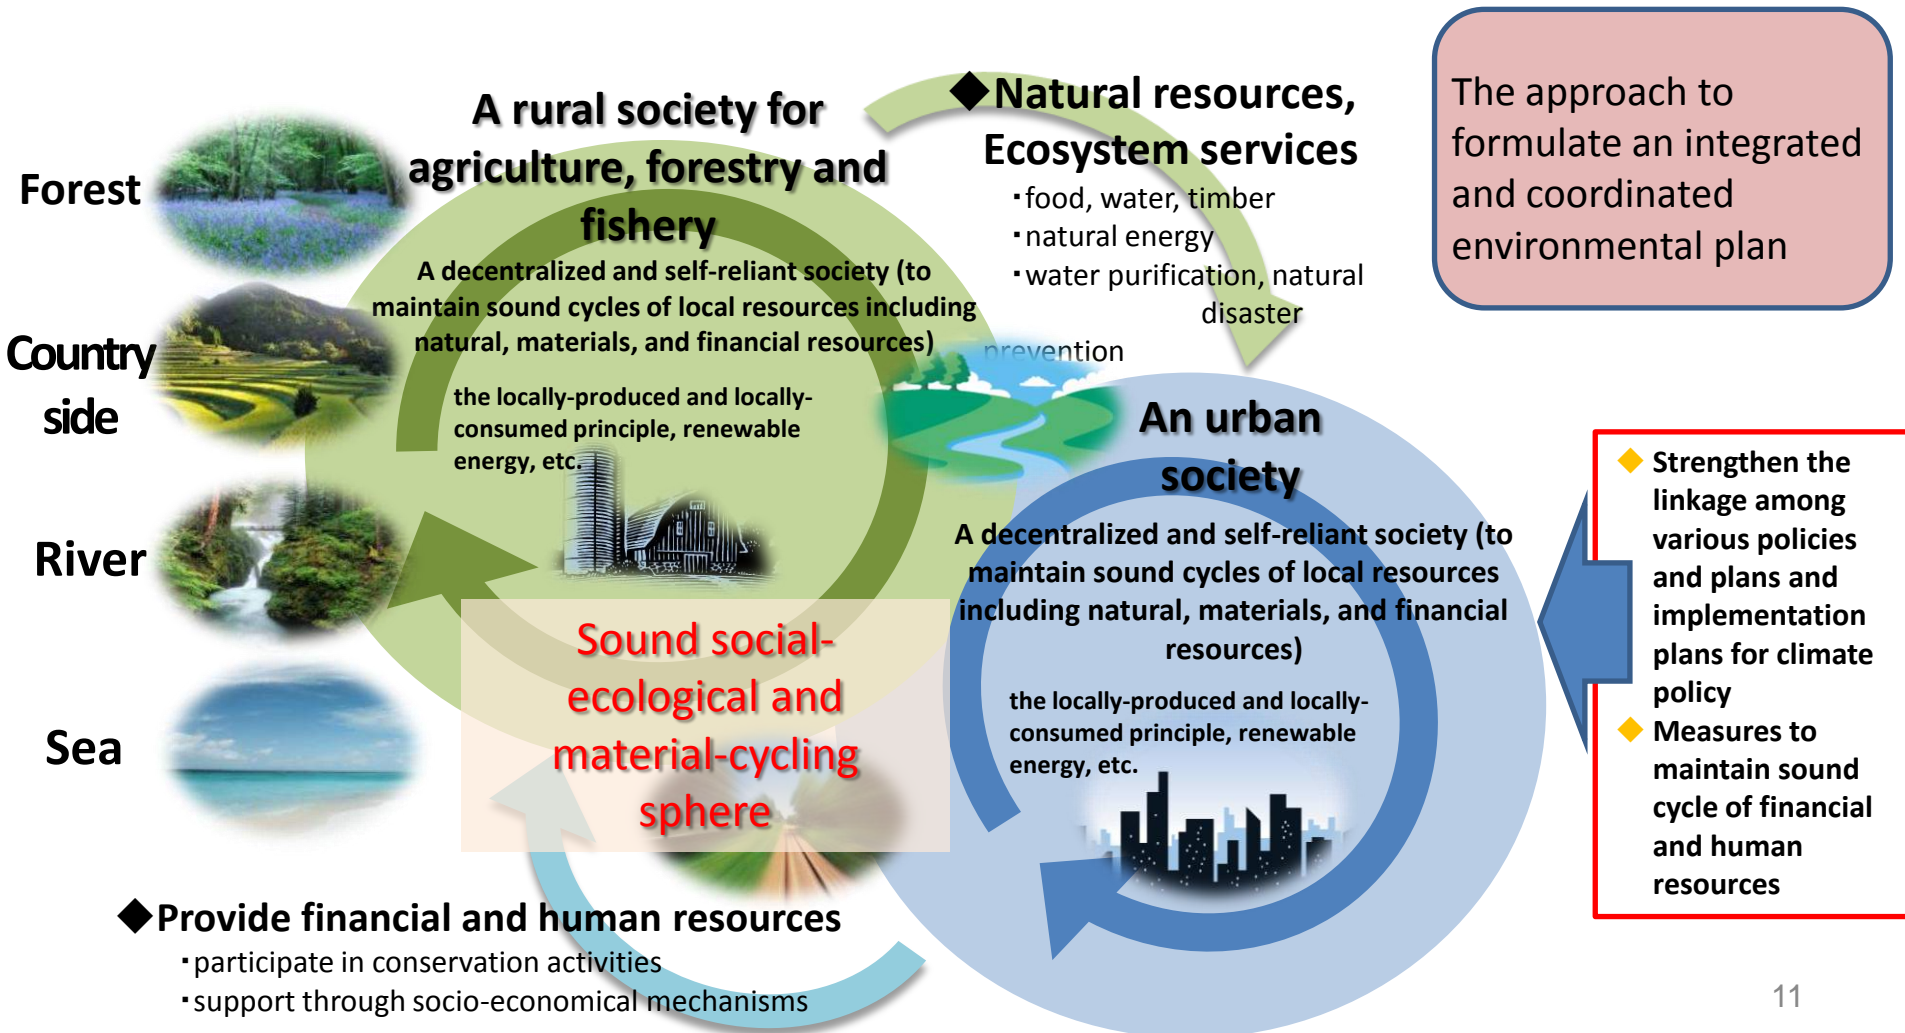 A rural society for
agriculture, forestry and
fishery
A decentralized and self-reliant society (to
maintain sound cycles of local resources including
natural, materials, and financial resources)
the locally-produced and locally-
consumed principle, renewable
energy, etc.
Forest
Country
side
River
Sea
◆Natural resources,
Ecosystem services
・food, water, timber
・natural energy
・water purification, natural
disaster
prevention
The approach to
formulate an integrated
and coordinated
environmental plan
An urban
society
A decentralized and self-reliant society (to
maintain sound cycles of local resources
including natural, materials, and financial
resources)
the locally-produced and locally-
consumed principle, renewable
energy, etc.
Sound social-
ecological and
material-cycling
sphere
◆ Strengthen the
linkage among
various policies
and plans and
implementation
plans for climate
policy
◆ Measures to
maintain sound
cycle of financial
and human
resources
◆Provide financial and human resources
・participate in conservation activities
・support through socio-economical mechanisms
11